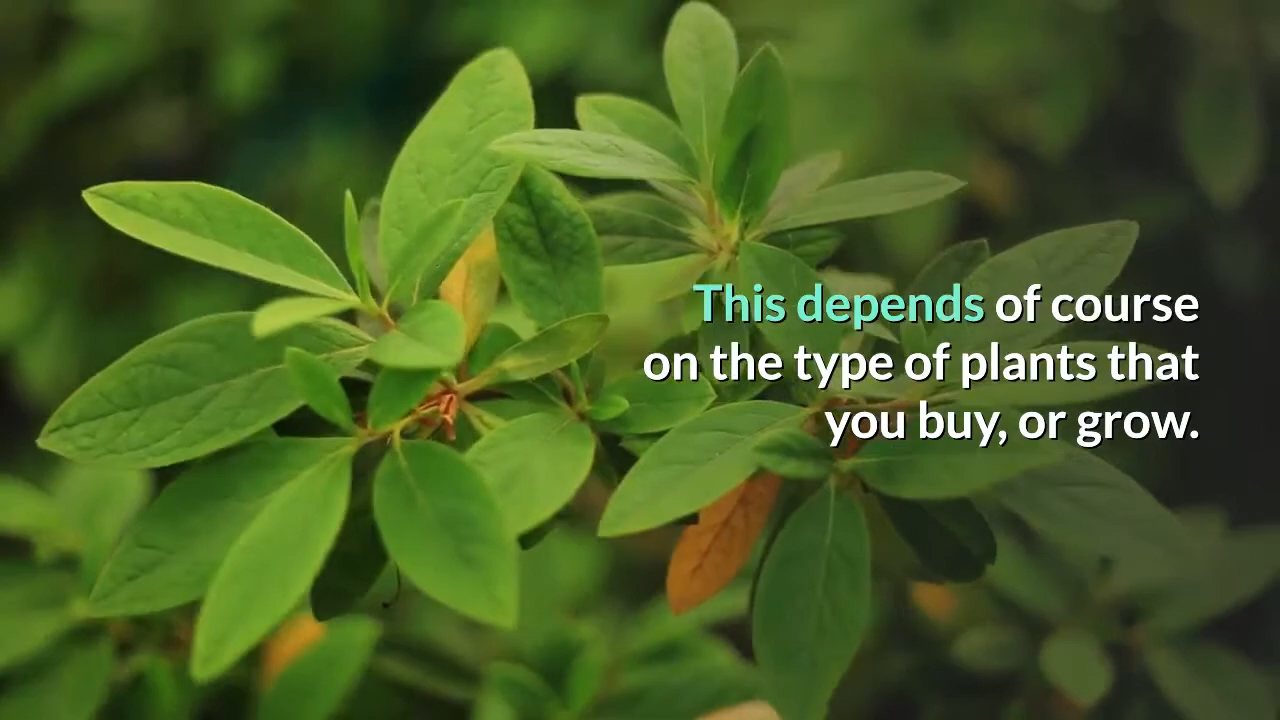 This depends of course
on the type of plants that
you buy, or grow.